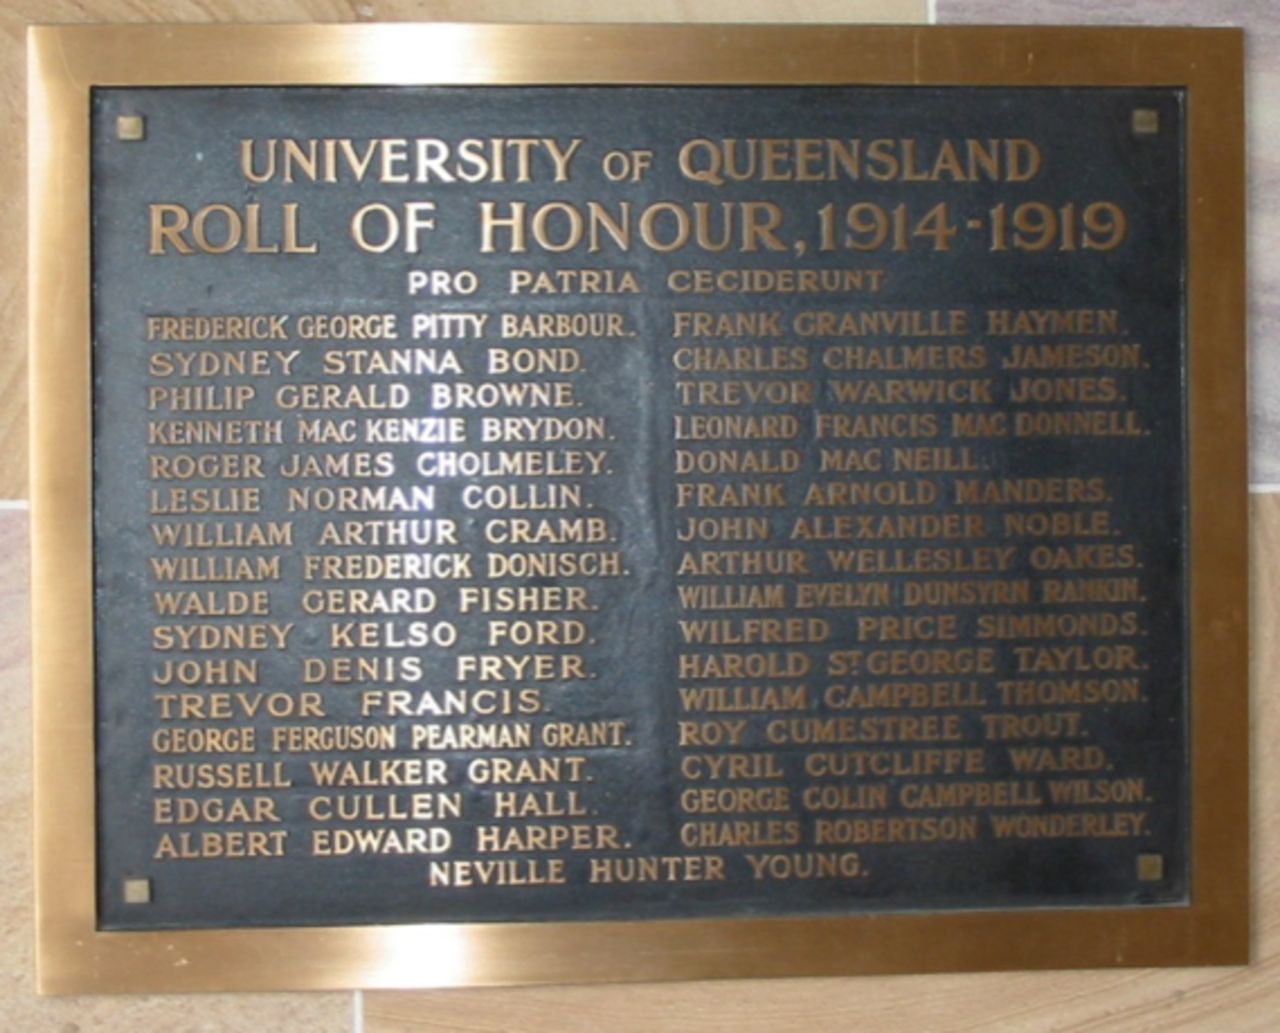 UNIVERSITY OF QUEENSLAND
ROLL OF HONOUR, 1914-1919
PRO PATRIA CECIDERUNT
FREDERICK GEORGE PITTY BARBOUR.
SYDNEY STANNA BOND.
PHILIP GERALD BROWNE.
KENNETH MAC KENZIE BRYDON.
ROGER JAMES CHOLMELEY.
LESLIE NORMAN COLLIN.
WILLIAM ARTHUR CRAMB.
WILLIAM FREDERICK DONISCH.
WALDE GERARD FISHER.
SYDNEY KELSO FORD.
JOHN DENIS FRYER.
TREVOR FRANCIS.
GEORGE FERGUSON PEARMAN GRANT.
RUSSELL WALKER GRANT.
EDGAR CULLEN HALL.
ALBERT EDWARD HARPER.
FRANK GRANVILLE HAYMEN.
CHARLES CHALMERS JAMESON.
TREVOR WARWICK JONES.
LEONARD FRANCIS MAC DONNELL.
DONALD MAC NEILL.
FRANK ARNOLD MANDERS.
JOHN ALEXANDER NOBLE.
ARTHUR WELLESLEY OAKES.
WILLIAM EVELYN DUNSYRN RANKIN.
WILFRED PRICE SIMMONDS.
HAROLD ST GEORGE TAYLOR.
WILLIAM CAMPBELL THOMSON.
ROY CUMESTREE TROUT.
CYRIL CUTCLIFFE WARD.
GEORGE COLIN CAMPBELL WILSON.
CHARLES ROBERTSON WONDERLEY.
NEVILLE HUNTER YOUNG.